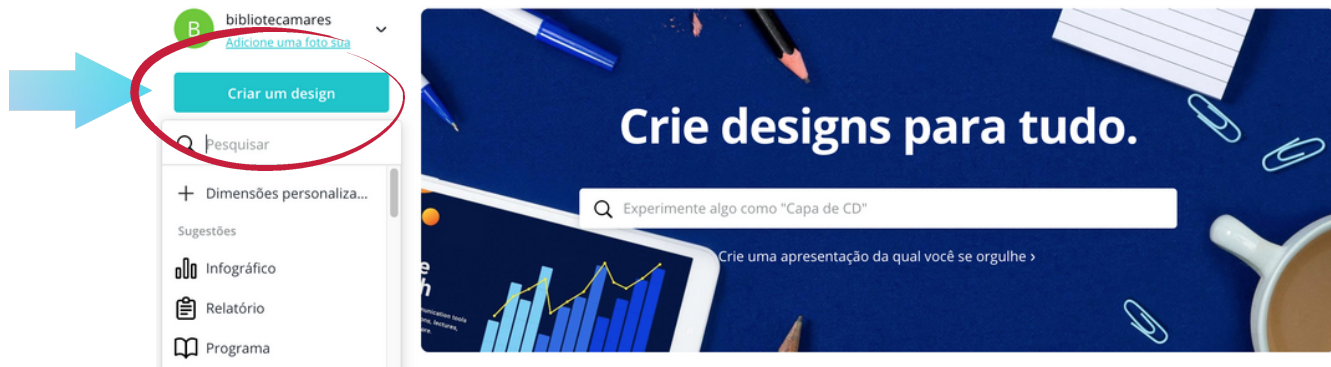 B
bibliotecamares
Adicione uma foto sua
Criar um design
Pesquisar
Dimensões personaliza...
Sugestões
Infográfico
Relatório
Programa
Crie designs para tudo.
Experimente algo como "Capa de CD"
Crie uma apresentação da qual você se orgulhe ›